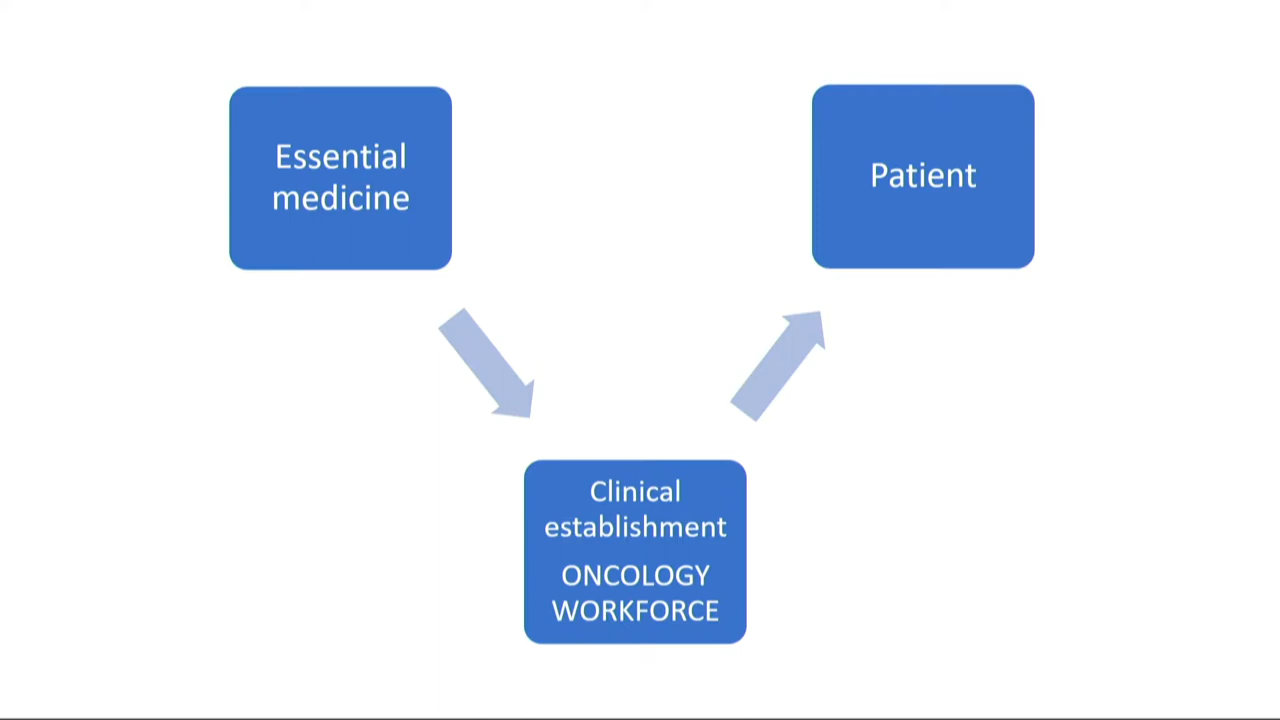 Essential
medicine
Patient
Clinical
establishment
ONCOLOGY
WORKFORCE